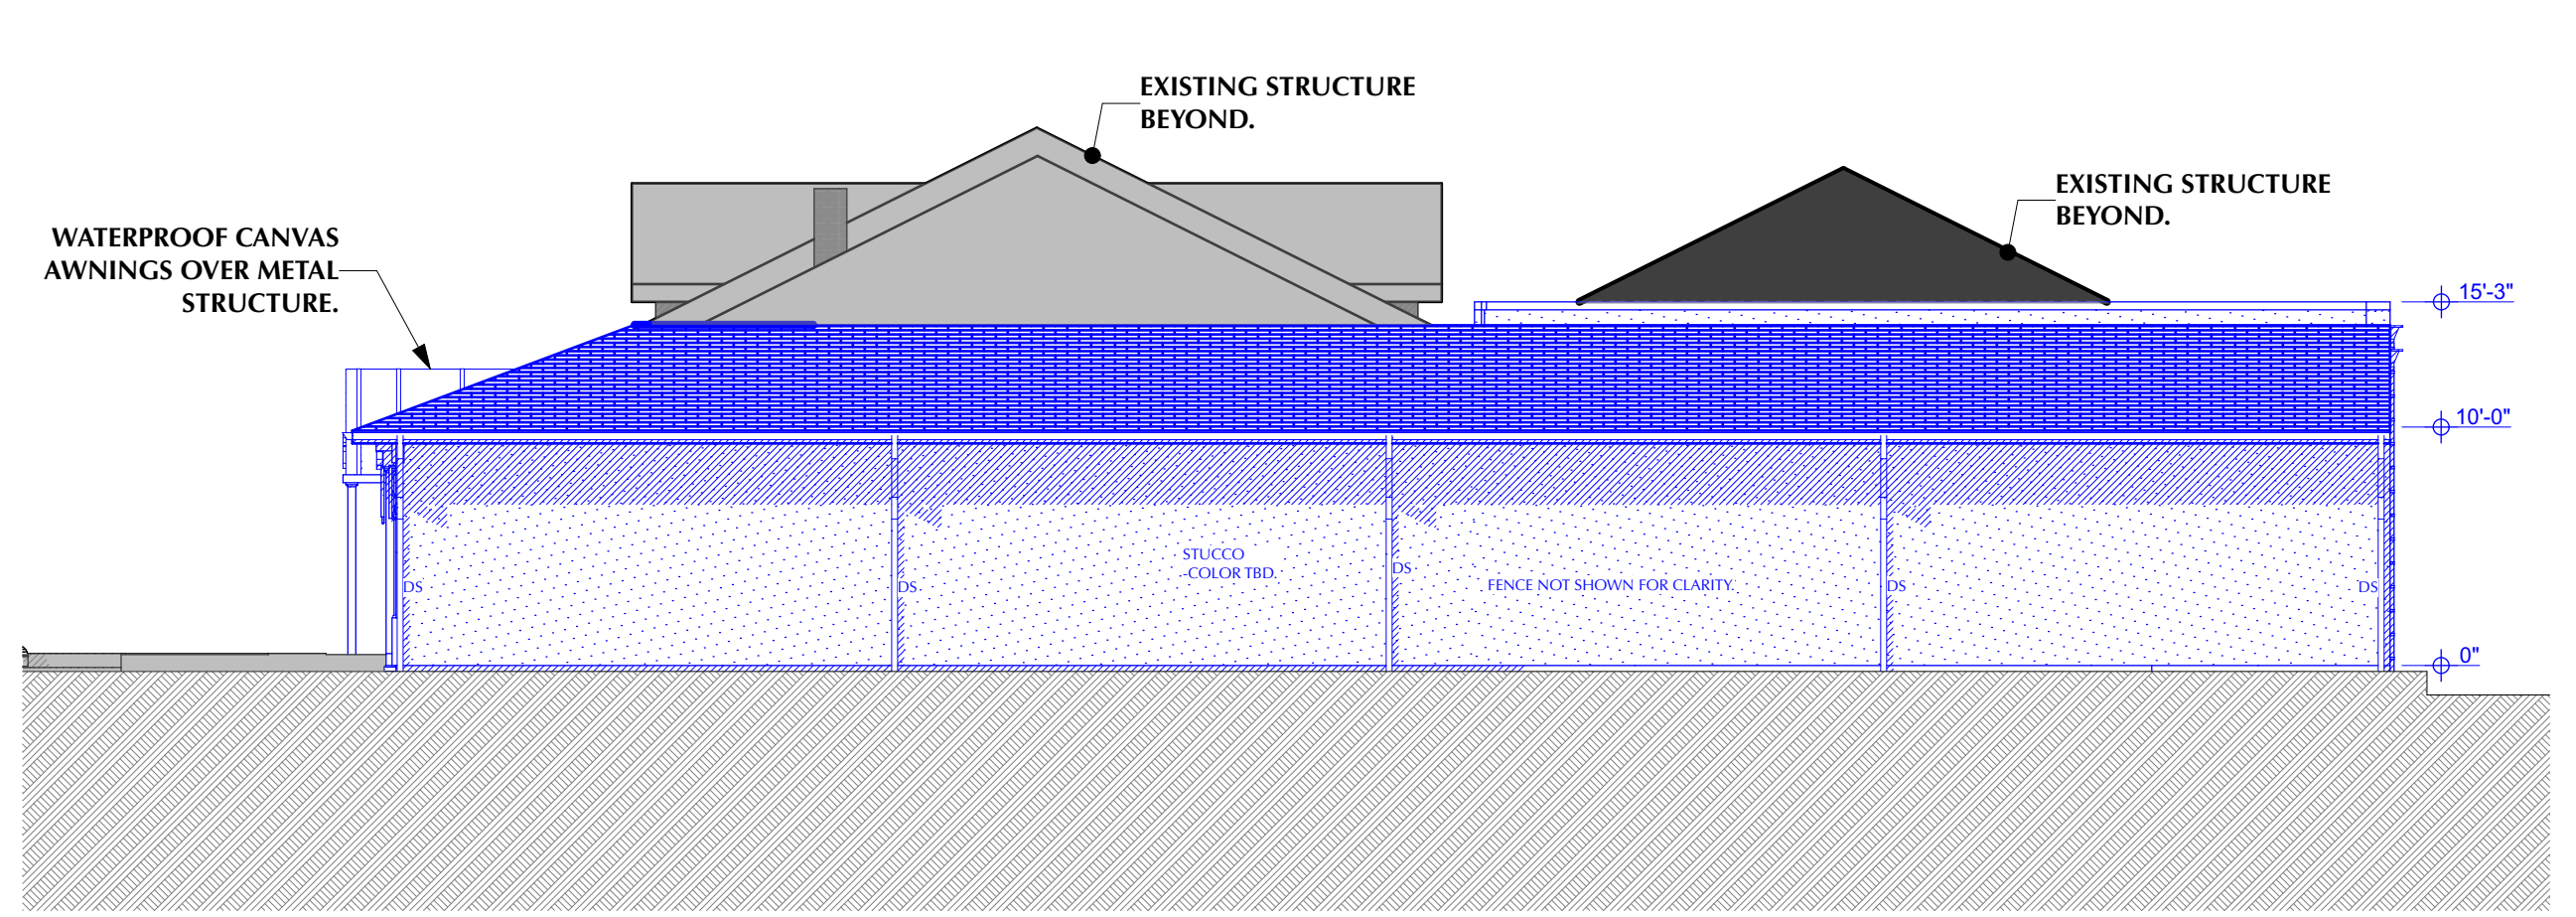 EXISTING STRUCTURE
BEYOND.
EXISTING STRUCTURE
BEYOND.
WATERPROOF CANVAS
AWNINGS OVER METAL
STRUCTURE.
15'-3"
10'-0"
STUCCO
-COLOR TBD.
FENCE NOT SHOWN FOR CLARITY.
DS
DS
DS
DS
DS
0"